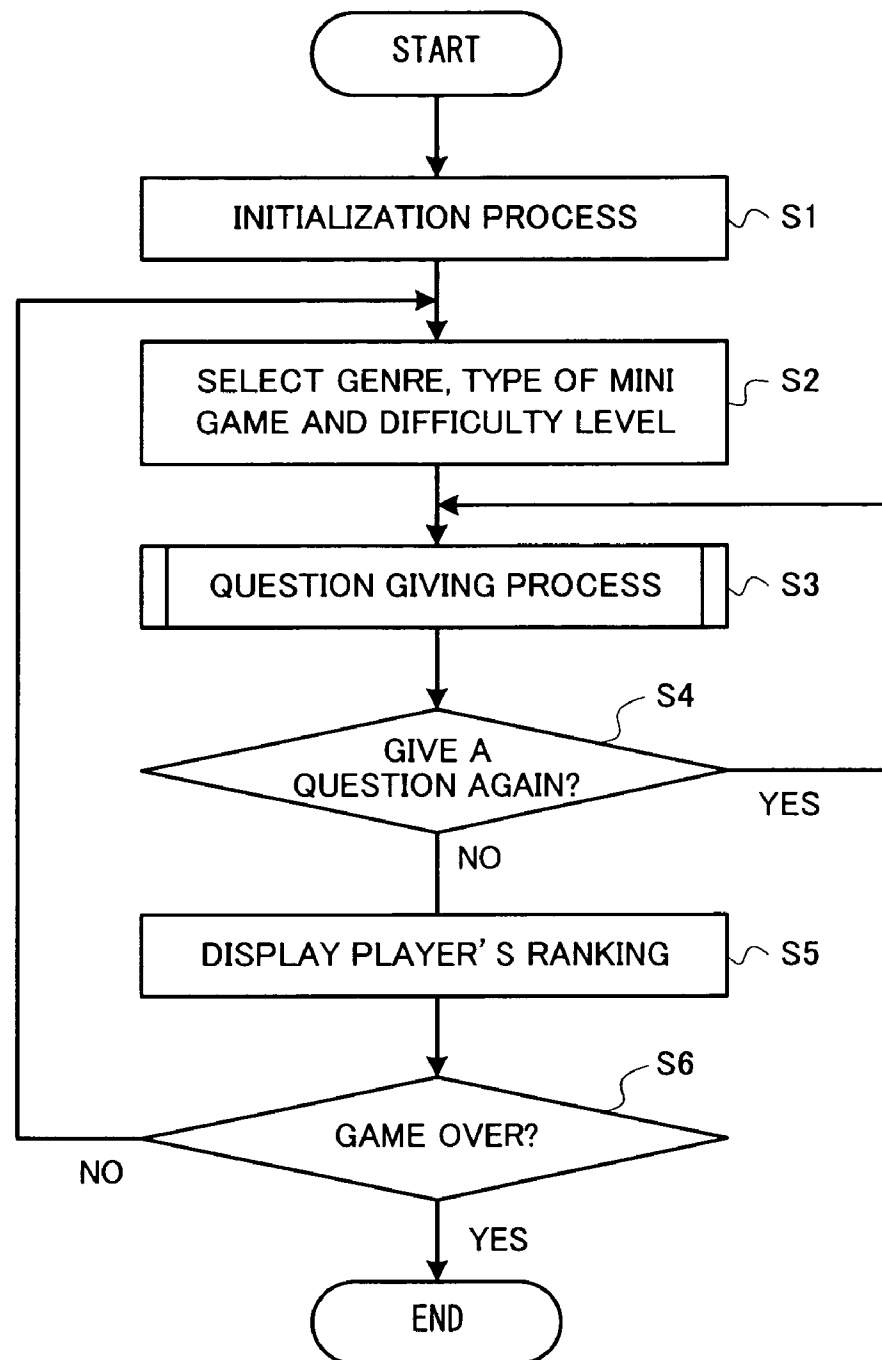 START
INITIALIZATION PROCESS
S1
SELECT GENRE, TYPE OF MINI
GAME AND DIFFICULTY LEVEL
S2
QUESTION GIVING PROCESS
S3
S4
GIVE A
QUESTION AGAIN?
YES
NO
DISPLAY PLAYER'S RANKING
S5
S6
GAME OVER?
NO
YES
END